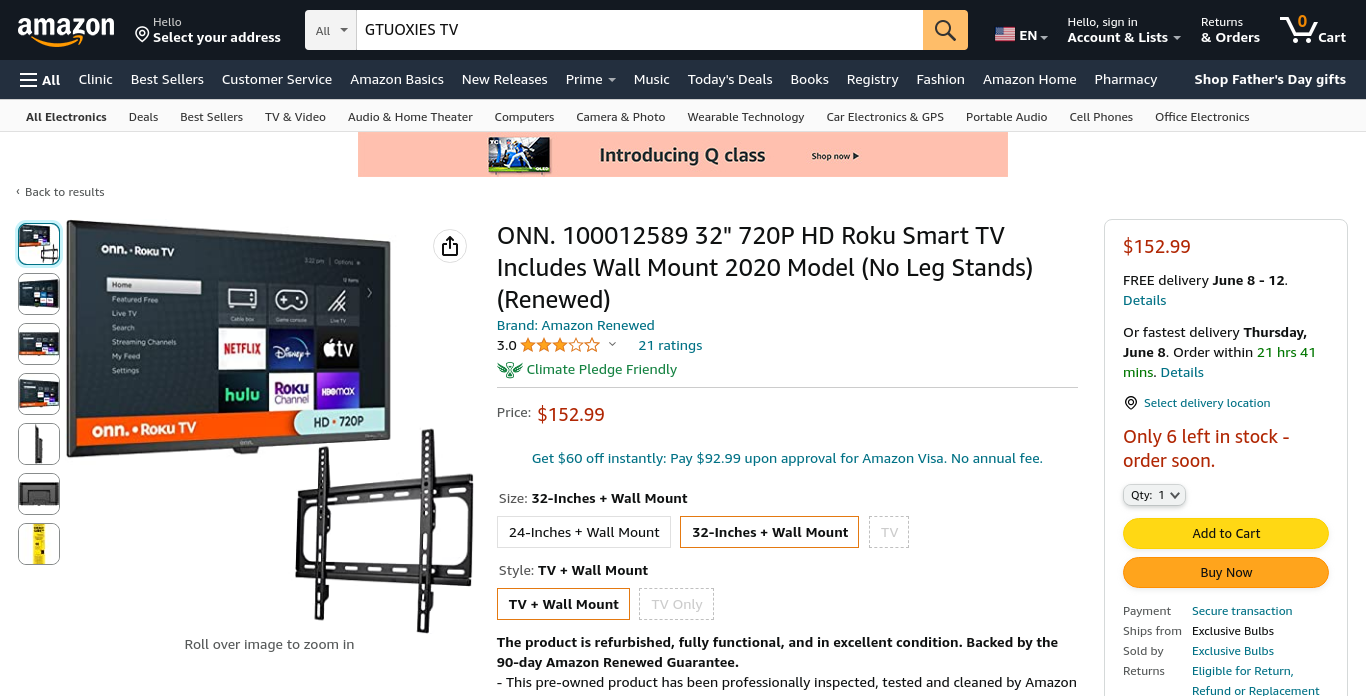 amazon
Hello
Select your address
All
GTUOXIES TV
EN
Hello, sign in
Account & Lists
Returns
& Orders
0
Cart
All
Clinic
Best Sellers
Customer Service
Amazon Basics
New Releases
Prime
Music
Today's Deals
Books
Registry
Fashion
Amazon Home
Pharmacy
Shop Father's Day gifts
All Electronics
Deals
Best Sellers
TV & Video
Audio & Home Theater
Computers
Camera & Photo
Wearable Technology
Car Electronics & GPS
Portable Audio
Cell Phones
Office Electronics
TCL
QLED
Introducing Q class
Shop now
‹ Back to results
onn. • Roku TV
3:22 pm
Options
Home
Featured Free
Live TV
Search
Streaming Channels
My Feed
Settings
12 items
Cable box
Game console
Live TV
NETFLIX
Disney+
tv
hulu
Roku
Channel
HBOmax
onn. • Roku TV
HD • 720P
onn.
Roll over image to zoom in
ONN. 100012589 32" 720P HD Roku Smart TV
Includes Wall Mount 2020 Model (No Leg Stands)
(Renewed)
Brand: Amazon Renewed
3.0
21 ratings
Climate Pledge Friendly
Price: $152.99
Get $60 off instantly: Pay $92.99 upon approval for Amazon Visa. No annual fee.
Size: 32-Inches + Wall Mount
24-Inches + Wall Mount
32-Inches + Wall Mount
TV
Style: TV + Wall Mount
TV + Wall Mount
TV Only
The product is refurbished, fully functional, and in excellent condition. Backed by the
90-day Amazon Renewed Guarantee.
- This pre-owned product has been professionally inspected, tested and cleaned by Amazon
$152.99
FREE delivery June 8 - 12.
Details
Or fastest delivery Thursday,
June 8. Order within 21 hrs 41
mins. Details
Select delivery location
Only 6 left in stock -
order soon.
Qty: 1
Add to Cart
Buy Now
Payment Secure transaction
Ships from Exclusive Bulbs
Sold by Exclusive Bulbs
Returns Eligible for Return,
Refund or Replacement